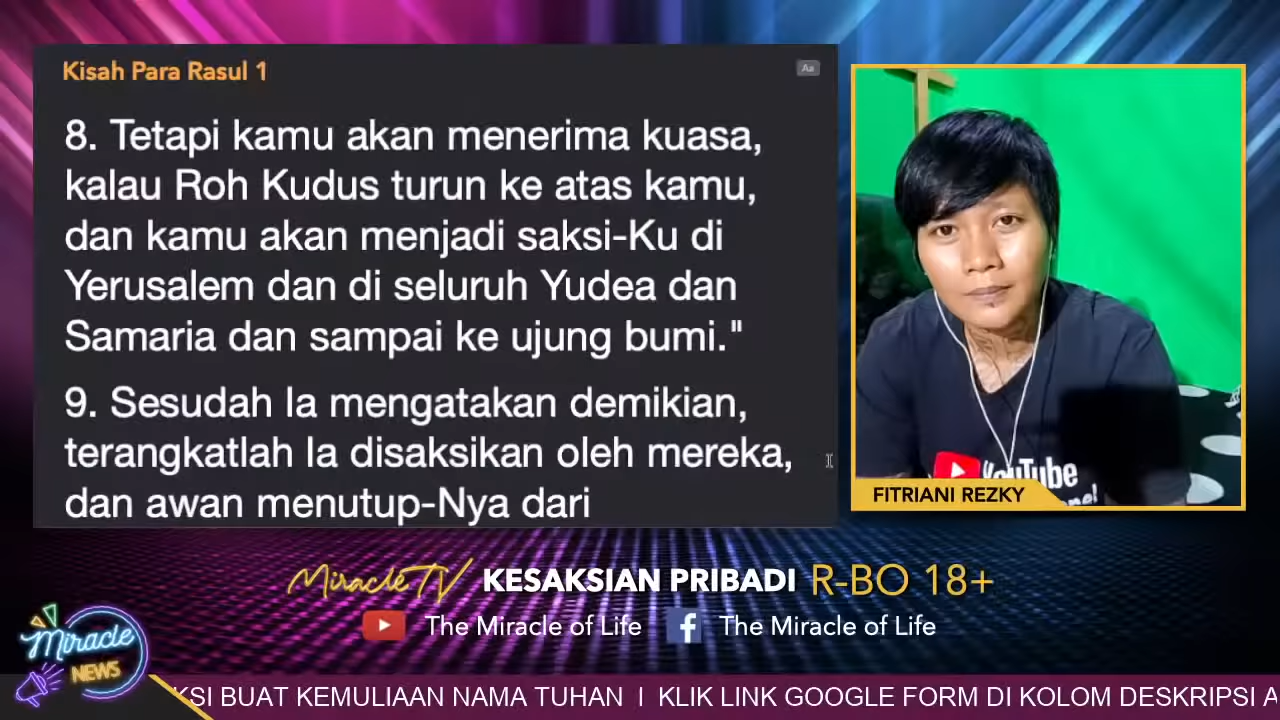 Kisah Para Rasul 1
Aa
8. Tetapi kamu akan menerima kuasa,
kalau Roh Kudus turun ke atas kamu,
dan kamu akan menjadi saksi-Ku di
Yerusalem dan di seluruh Yudea dan
Samaria dan sampai ke ujung bumi."
9. Sesudah Ia mengatakan demikian,
terangkatlah Ia disaksikan oleh mereka,
dan awan menutup-Nya dari
YouTube
FITRIANI REZKY
MiracleTV KESAKSIAN PRIBADI R-BO 18+
The Miracle of Life The Miracle of Life
Miracle
NEWS
KSI BUAT KEMULIAAN NAMA TUHAN I KLIK LINK GOOGLE FORM DI KOLOM DESKRIPSI A